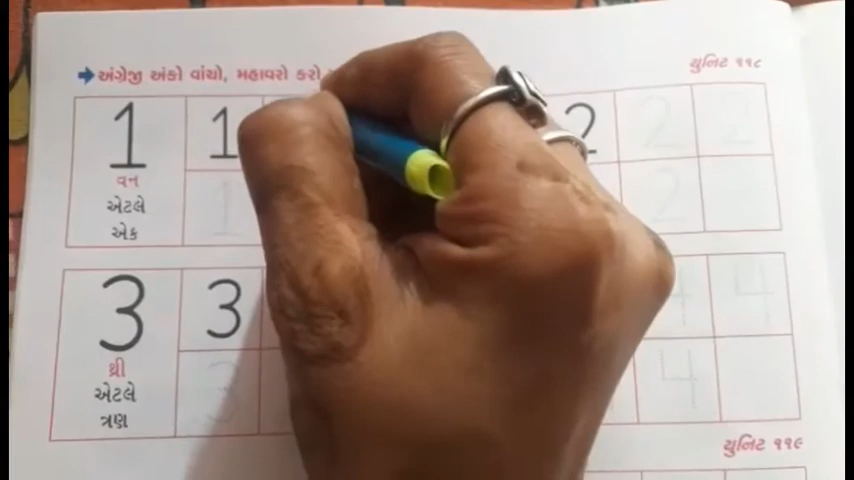 અંગ્રેજી અંકો વાંચો, મહાવરો કરો
યુનિટ ૧૧૮
1 1 2 2 2
વન
એટલે
એક
1 2
3 3 4 4
થ્રી
એટલે
ત્રણ
3 4
યુનિટ ૧૧૯